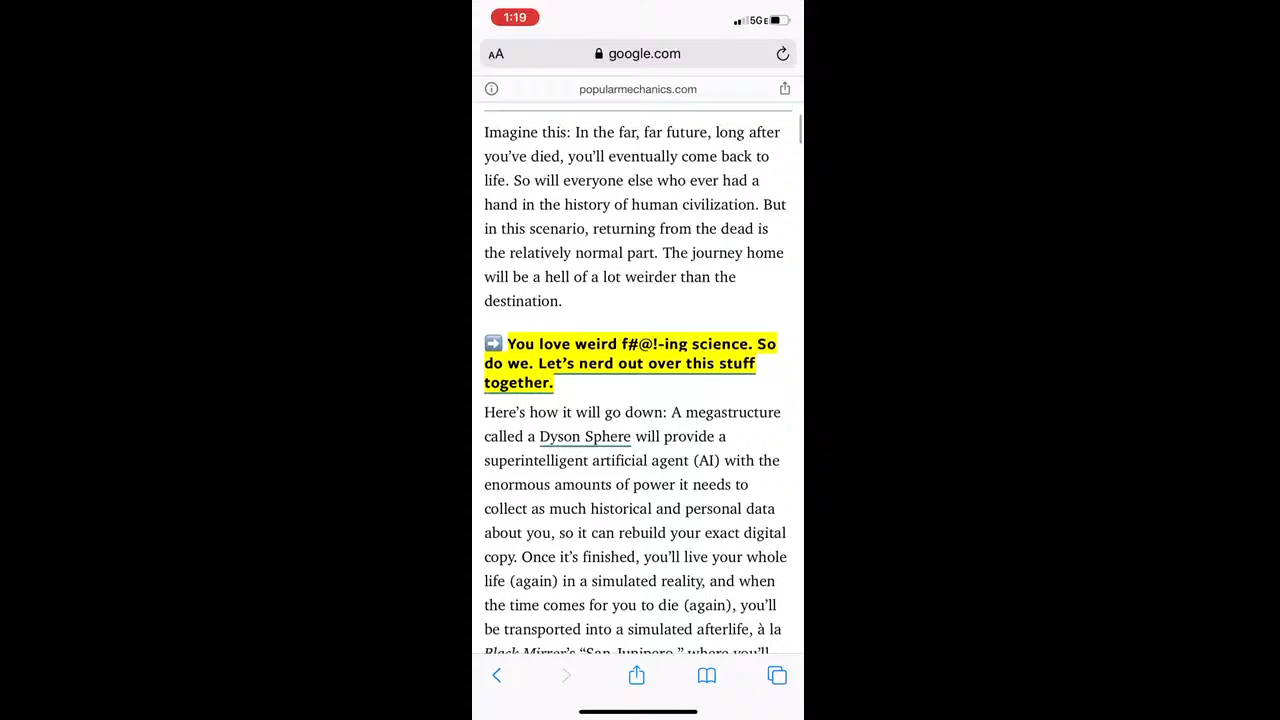 1:19
5GE
AA
google.com
popularmechanics.com
Imagine this: In the far, far future, long after
you’ve died, you’ll eventually come back to
life. So will everyone else who ever had a
hand in the history of human civilization. But
in this scenario, returning from the dead is
the relatively normal part. The journey home
will be a hell of a lot weirder than the
destination.
➡️ You love weird f#@!-ing science. So
do we. Let’s nerd out over this stuff
together.
Here’s how it will go down: A megastructure
called a Dyson Sphere will provide a
superintelligent artificial agent (AI) with the
enormous amounts of power it needs to
collect as much historical and personal data
about you, so it can rebuild your exact digital
copy. Once it’s finished, you’ll live your whole
life (again) in a simulated reality, and when
the time comes for you to die (again), you’ll
be transported into a simulated afterlife, à la
Black Mirror’s “San Junipero,” where you’ll